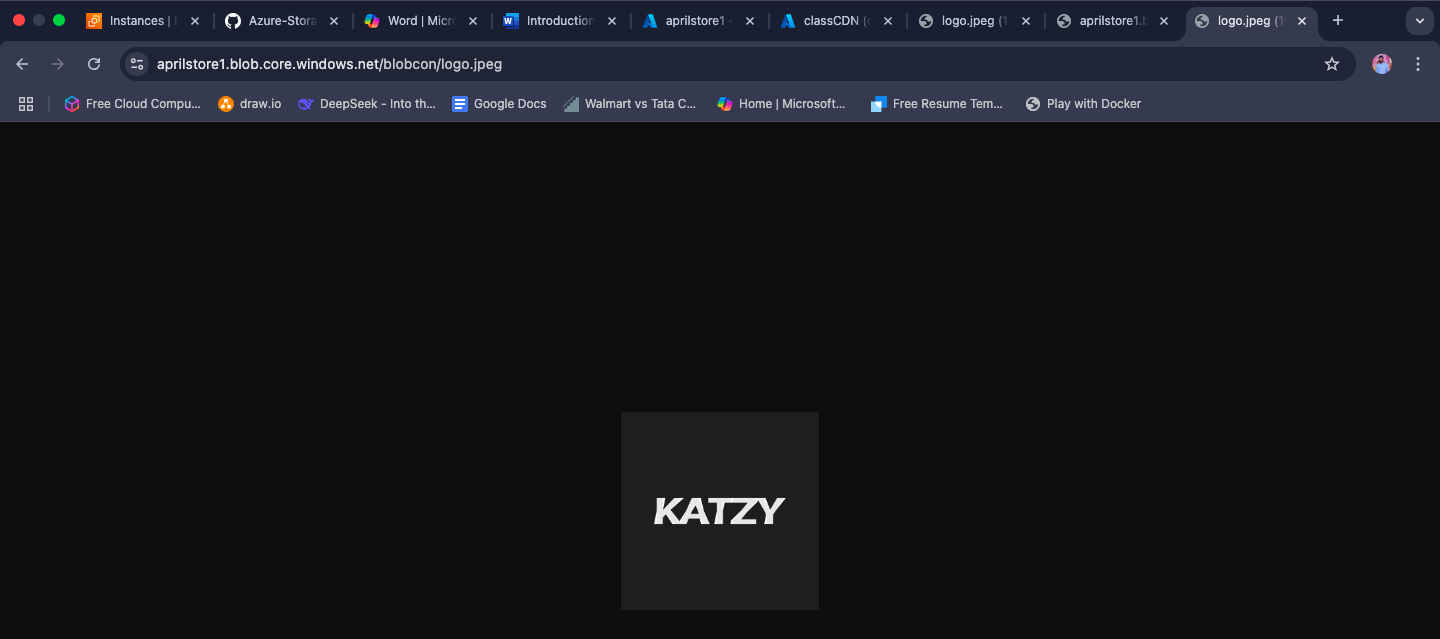 Instances |
Azure-Stora
Word | Micr
Introduction
aprilstore1 -
classCDN (
logo.jpeg (1
aprilstore1.b
logo.jpeg (1
aprilstore1.blob.core.windows.net/blobcon/logo.jpeg
Free Cloud Compu...
draw.io
DeepSeek - Into th...
Google Docs
Walmart vs Tata C...
Home | Microsoft...
Free Resume Tem...
Play with Docker
KATZY